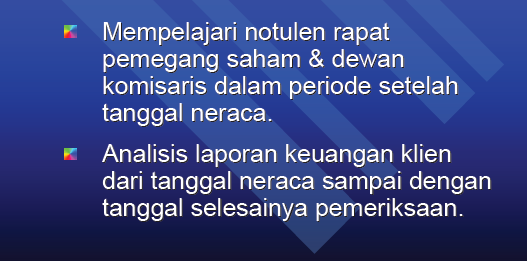 Mempelajari notulen rapat
pemegang saham & dewan
komisaris dalam periode setelah
tanggal neraca.
Analisis laporan keuangan klien
dari tanggal neraca sampai dengan
tanggal selesainya pemeriksaan.